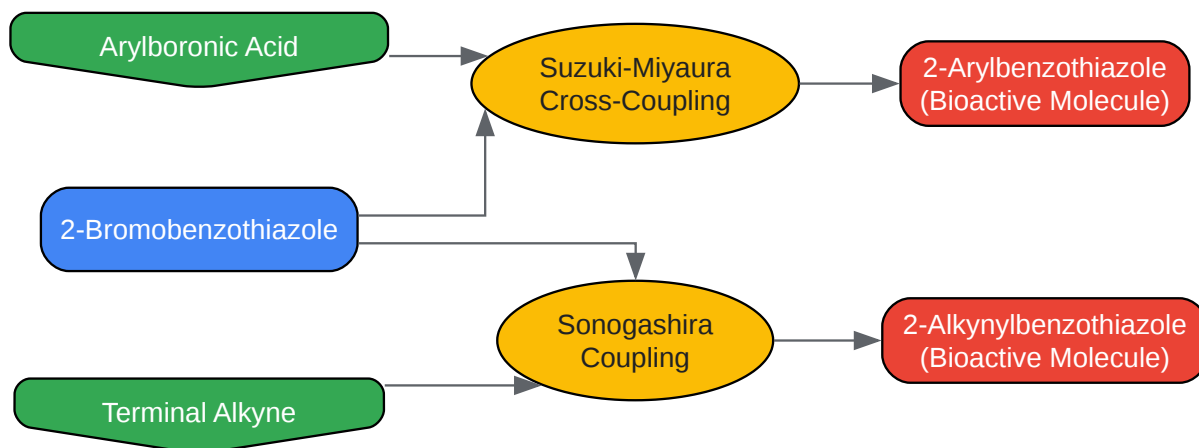 Arylboronic Acid
Suzuki-Miyaura
Cross-Coupling
2-Arylbenzothiazole
(Bioactive Molecule)
2-Bromobenzothiazole
Sonogashira
Coupling
2-Alkynylbenzothiazole
(Bioactive Molecule)
Terminal Alkyne